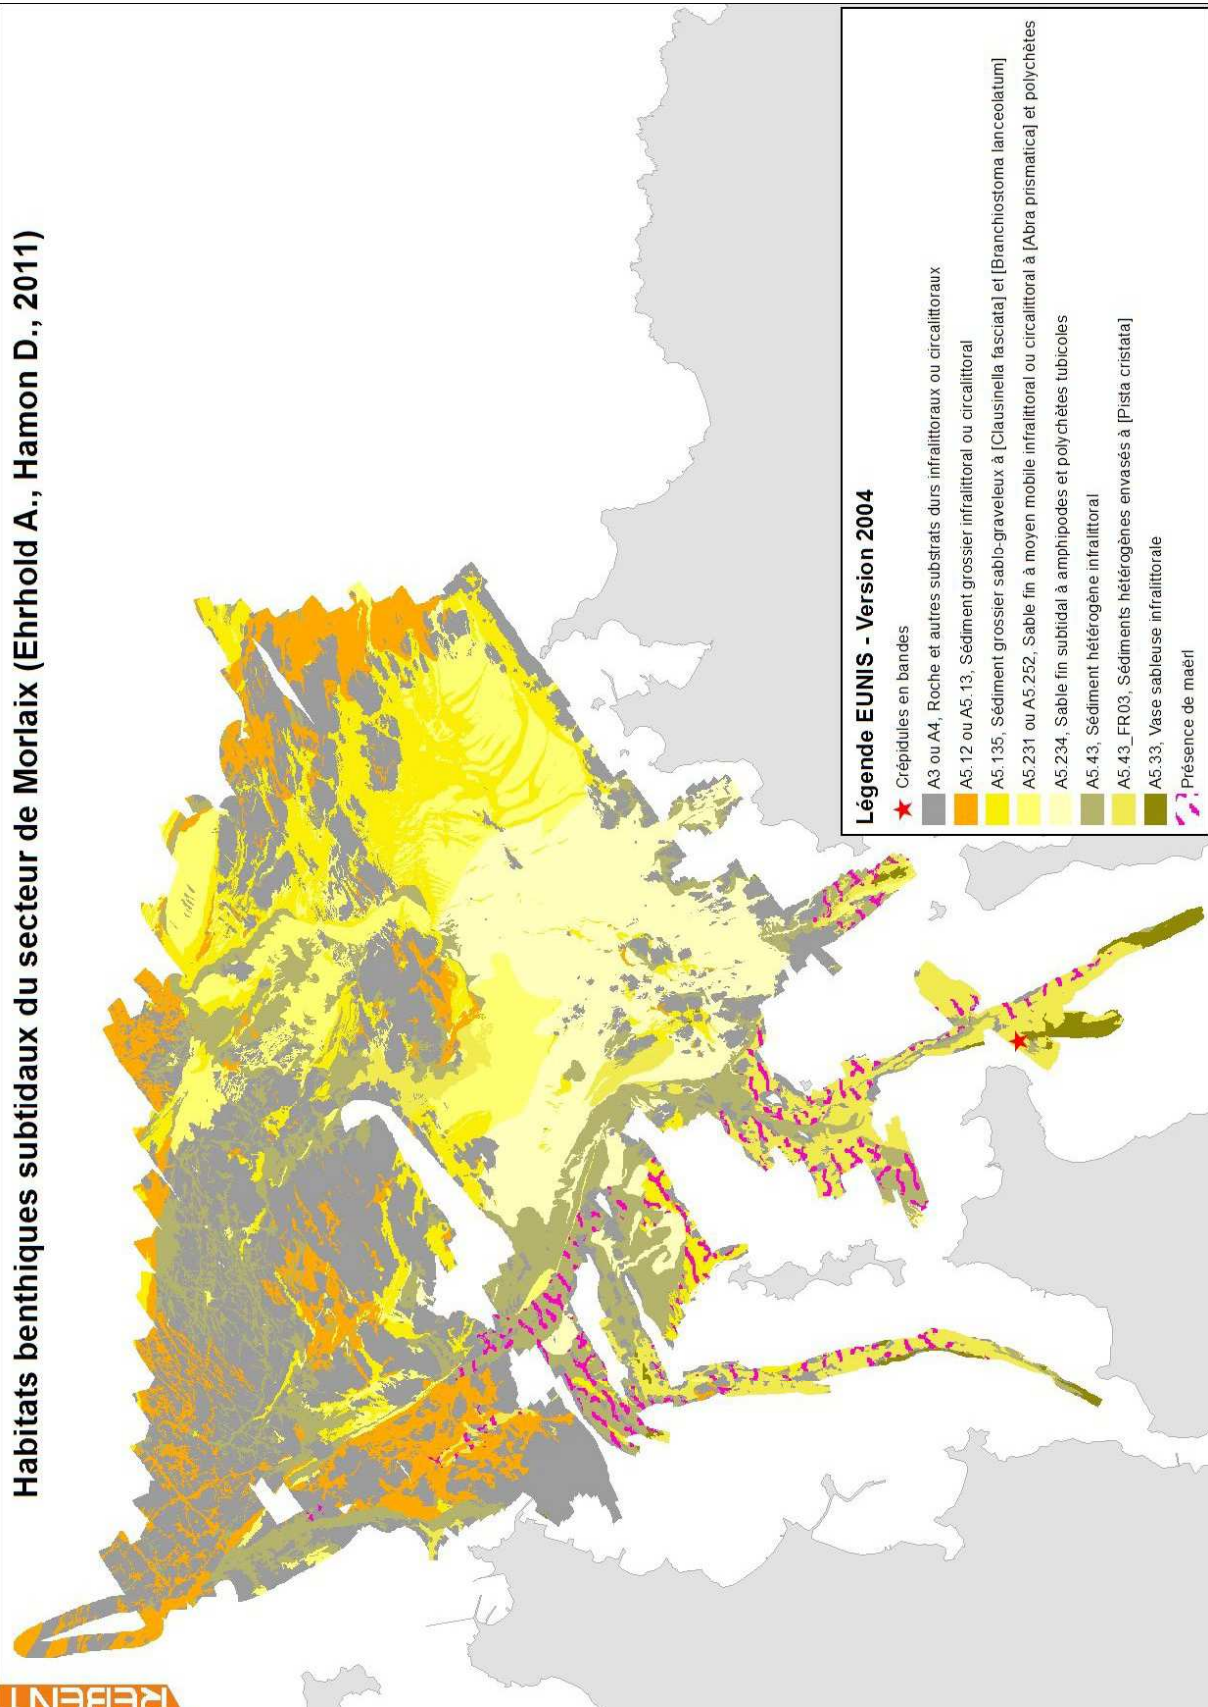 Habitats benthiques subtidaux du secteur de Morlaix (Ehrhold A., Hamon D., 2011)
REBENT
Légende EUNIS - Version 2004
Crépidules en bandes
A3 ou A4, Roche et autres substrats durs infralittoraux ou circalittoraux
A5.12 ou A5.13, Sédiment grossier infralittoral ou circalittoral
A5.135, Sédiment grossier sablo-graveleux à [Clausinella fasciata] et [Branchiostoma lanceolatum]
A5.231 ou A5.252, Sable fin à moyen mobile infralittoral ou circalittoral à [Abra prismatica] et polychètes
A5.234, Sable fin subtidal à amphipodes et polychètes tubicoles
A5.43, Sédiment hétérogène infralittoral
A5.43_FR03, Sédiments hétérogènes envasés à [Pista cristata]
A5.33, Vase sableuse infralittorale
Présence de maërl